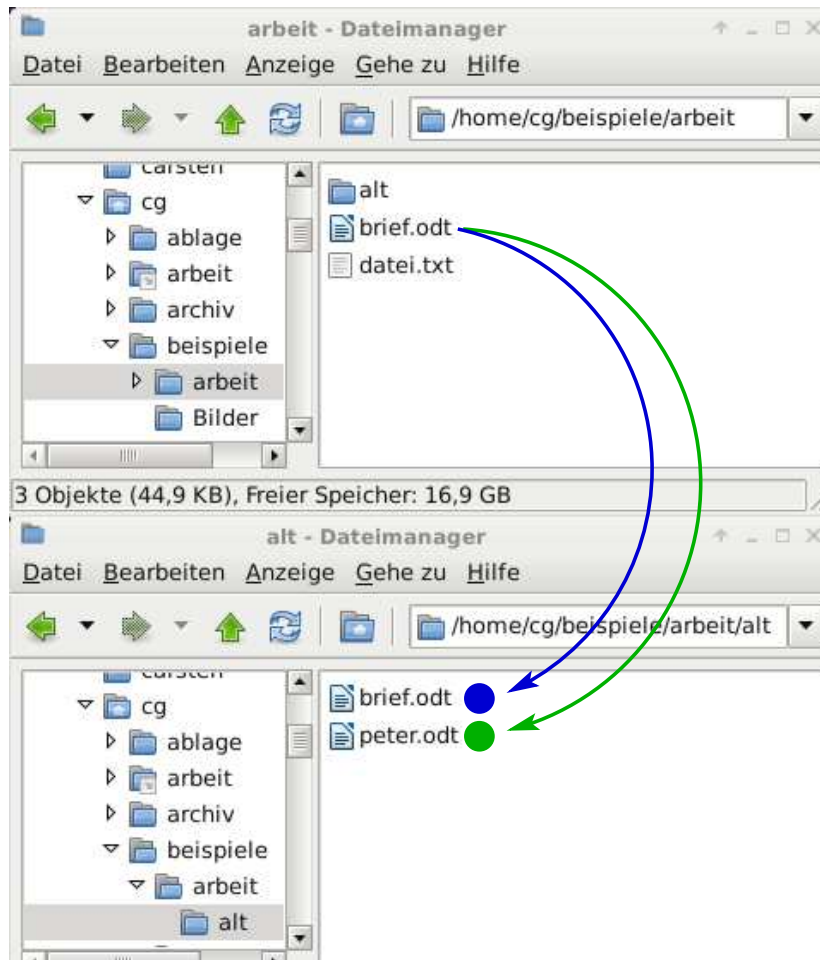 arbeit - Dateimanager
Datei Bearbeiten Anzeige Gehe zu Hilfe
/home/cg/beispiele/arbeit
carsten
cg
ablage
arbeit
archiv
beispiele
arbeit
Bilder
alt
brief.odt
datei.txt
3 Objekte (44,9 KB), Freier Speicher: 16,9 GB
alt - Dateimanager
Datei Bearbeiten Anzeige Gehe zu Hilfe
/home/cg/beispiele/arbeit/alt
carsten
cg
ablage
arbeit
archiv
beispiele
arbeit
alt
brief.odt
peter.odt